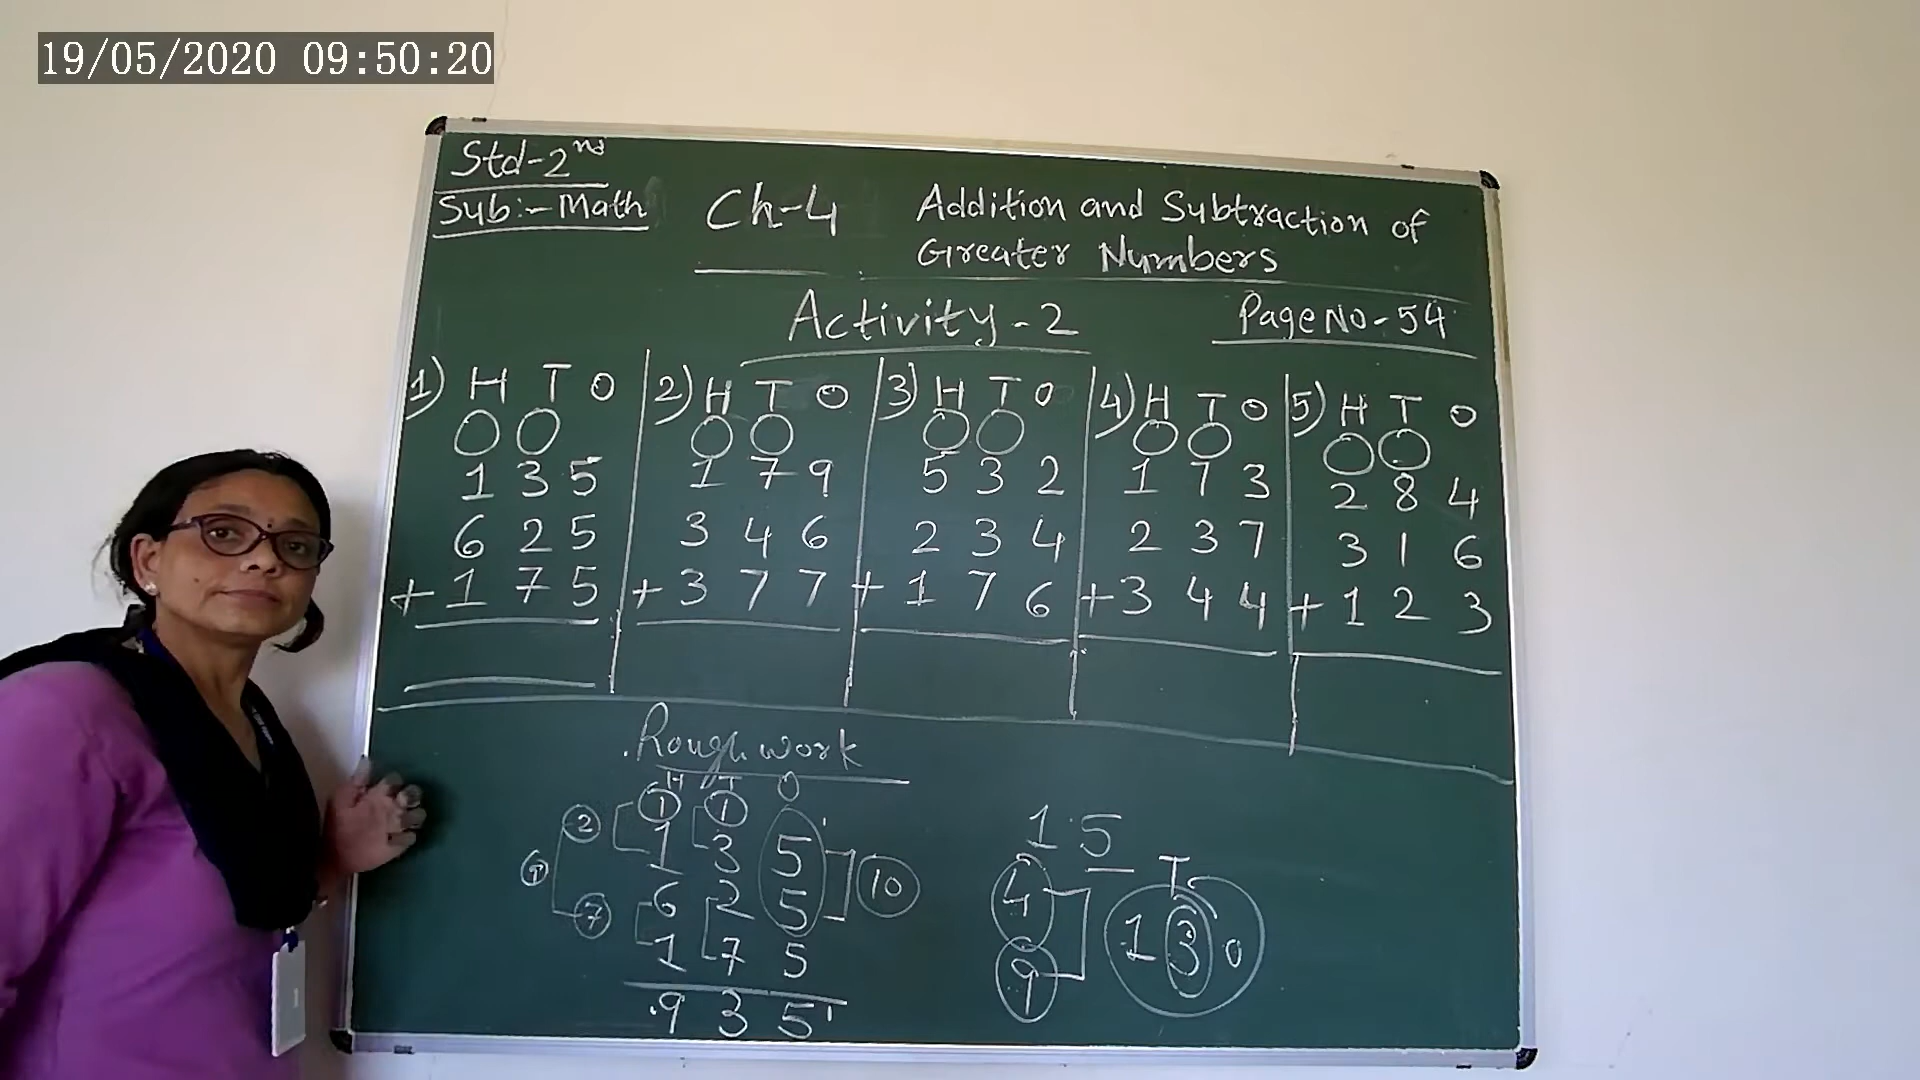 19/05/2020 09:50:20
Std-2nd
Sub:- Math
Ch-4
Addition and Subtraction of
Greater Numbers
Activity-2
Page No-54
1) H T O
1 3 5
6 2 5
+ 1 7 5
2) H T O
1 7 9
3 4 6
+ 3 7 7
3) H T O
5 3 2
2 3 4
+ 1 7 6
4) H T O
1 7 3
2 3 7
+ 3 4 4
5) H T O
2 8 4
3 1 6
+ 1 2 3
Rough work
H T O
1 1
1 3 5
6 2 5
1 7 5
9 3 5
2
7
9
10
1 5
4
9
T
1 3 0